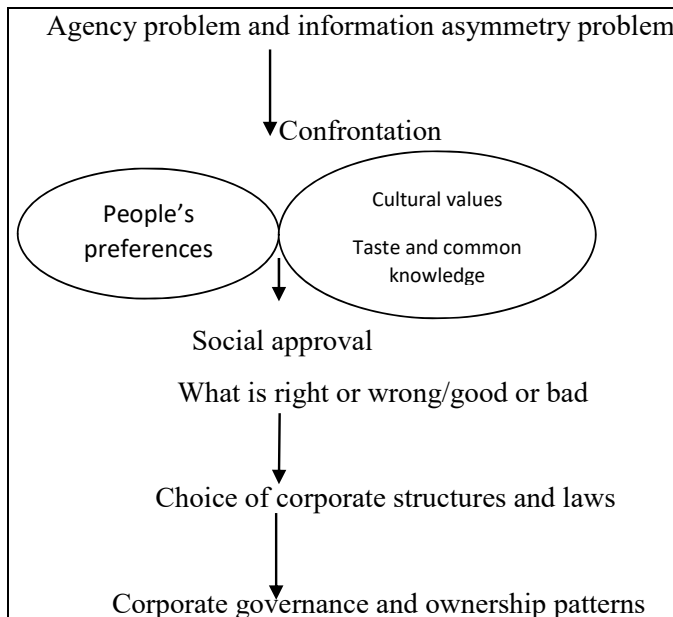 Agency problem and information asymmetry problem
Confrontation
People’s
preferences
Cultural values
Taste and common
knowledge
Social approval
What is right or wrong/good or bad
Choice of corporate structures and laws
Corporate governance and ownership patterns